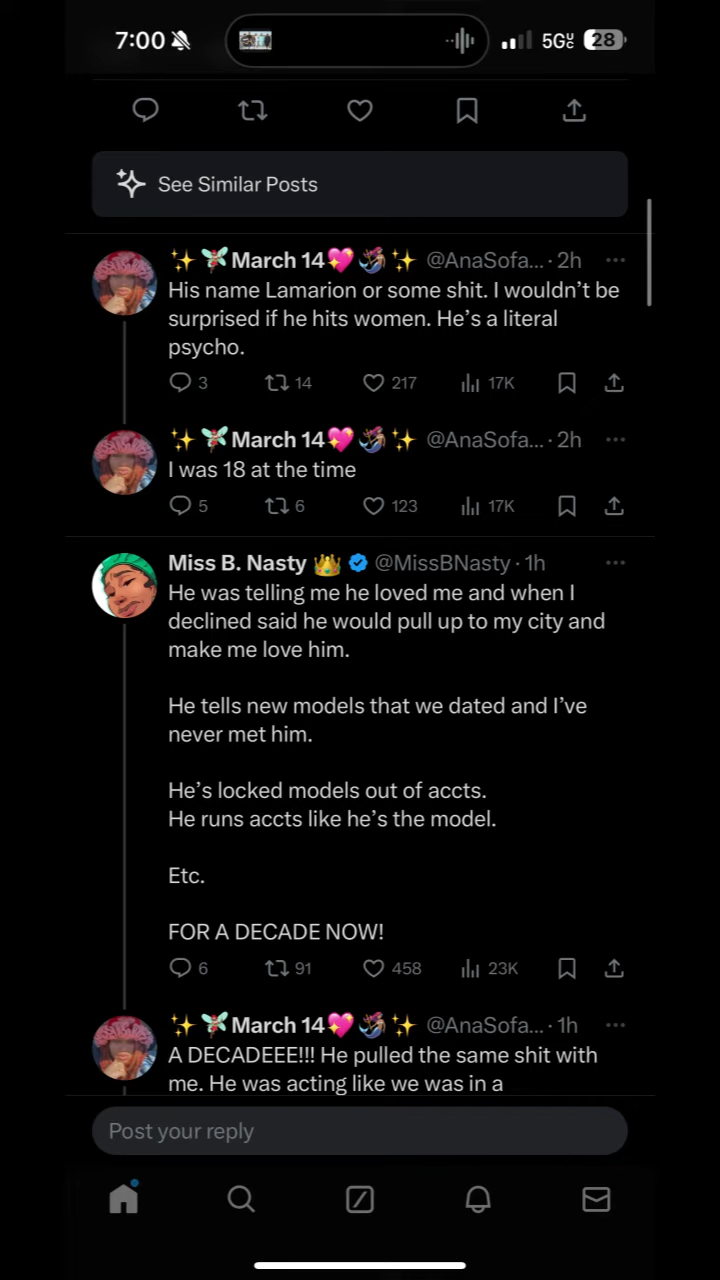 7:00 5G 28
See Similar Posts
✨🧚March 14💖🧜✨ @AnaSofa... · 2h
His name Lamarion or some shit. I wouldn't be
surprised if he hits women. He's a literal
psycho.
3 14 217 17K
✨🧚March 14💖🧜✨ @AnaSofa... · 2h
I was 18 at the time
5 6 123 17K
Miss B. Nasty 👑 @MissBNasty · 1h
He was telling me he loved me and when I
declined said he would pull up to my city and
make me love him.
He tells new models that we dated and I've
never met him.
He's locked models out of accts.
He runs accts like he's the model.
Etc.
FOR A DECADE NOW!
6 91 458 23K
✨🧚March 14💖🧜✨ @AnaSofa... · 1h
A DECADEEE!!! He pulled the same shit with
me. He was acting like we was in a
Post your reply